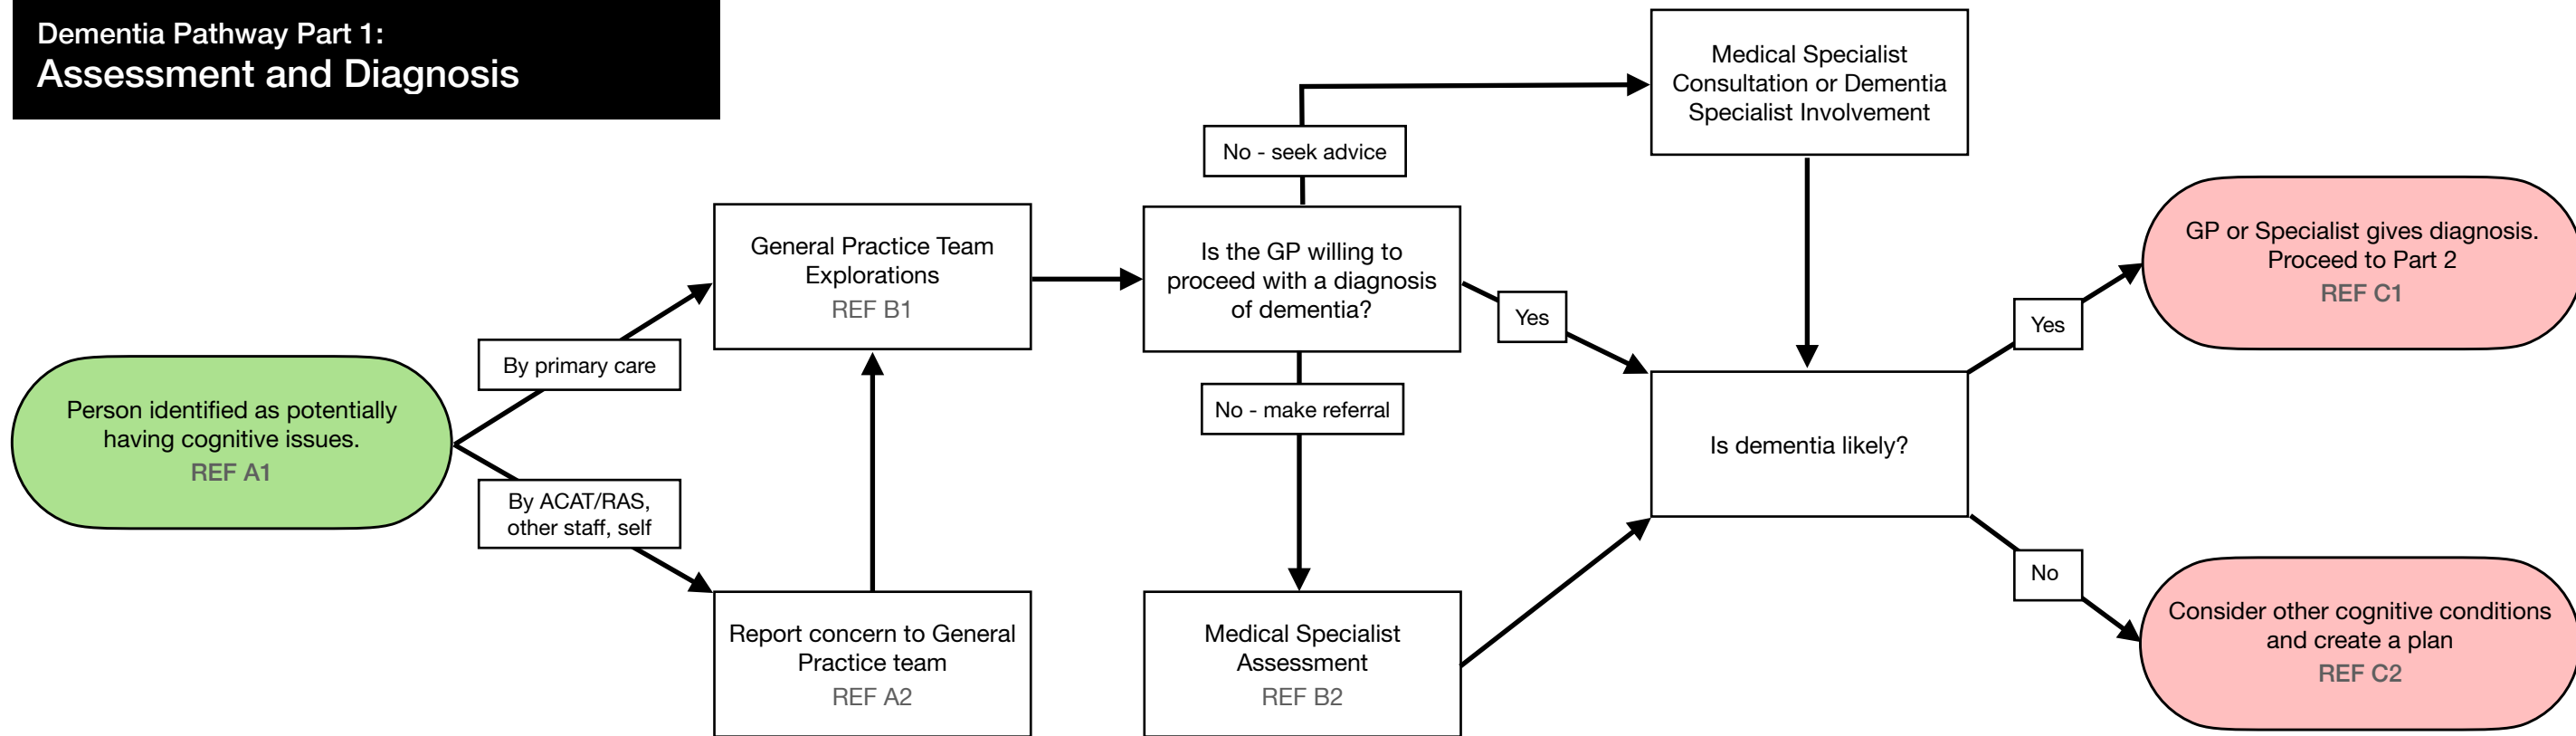 Dementia Pathway Part 1:
Assessment and Diagnosis
Person identified as potentially
having cognitive issues.
REF A1
By primary care
By ACAT/RAS,
other staff, self
General Practice Team
Explorations
REF B1
Report concern to General
Practice team
REF A2
Is the GP willing to
proceed with a diagnosis
of dementia?
No - seek advice
Yes
No - make referral
Medical Specialist
Consultation or Dementia
Specialist Involvement
Medical Specialist
Assessment
REF B2
Is dementia likely?
Yes
No
GP or Specialist gives diagnosis.
Proceed to Part 2
REF C1
Consider other cognitive conditions
and create a plan
REF C2